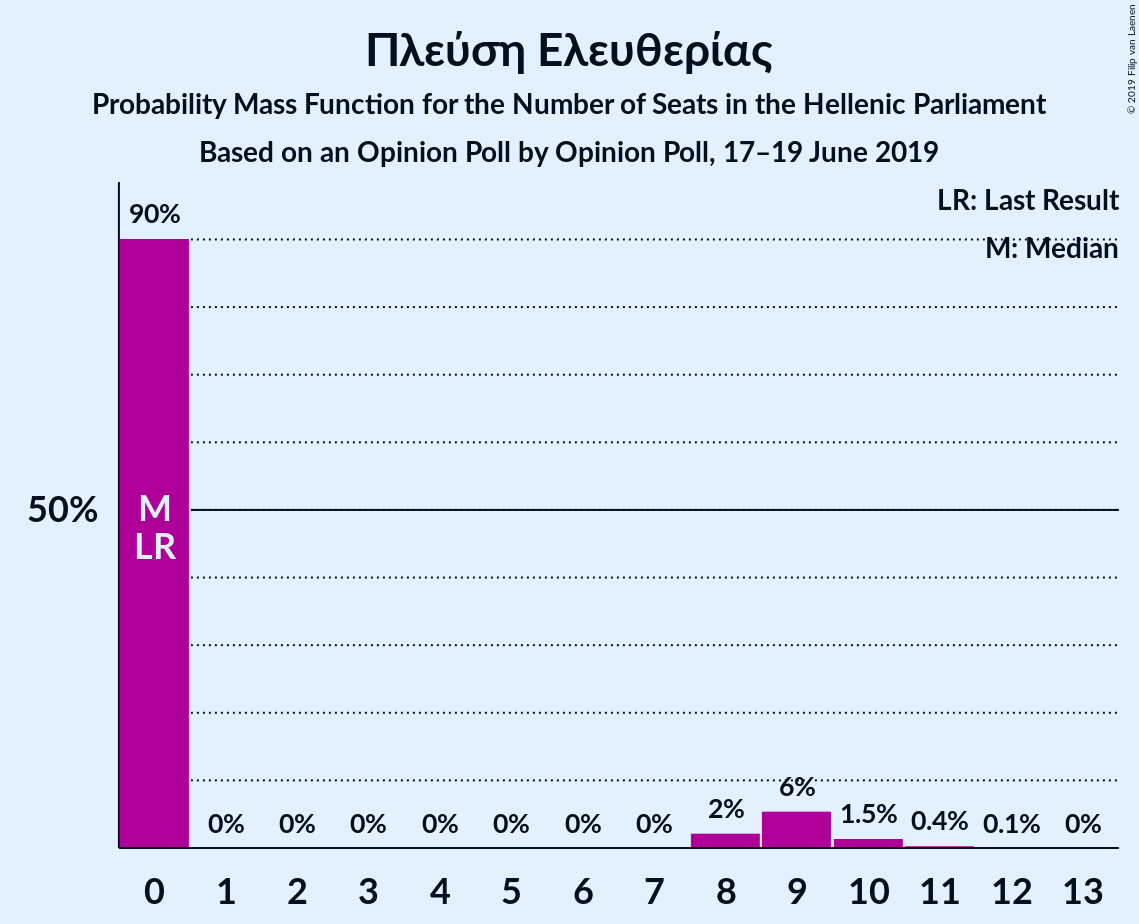 Πλεύση Ελευθερίας
Probability Mass Function for the Number of Seats in the Hellenic Parliament
Based on an Opinion Poll by Opinion Poll, 17–19 June 2019
© 2019 Filip van Laenen
LR: Last Result
M: Median
90%
50%
M
LR
0% 0% 0% 0% 0% 0% 0% 2% 6% 1.5% 0.4% 0.1% 0%
0 1 2 3 4 5 6 7 8 9 10 11 12 13